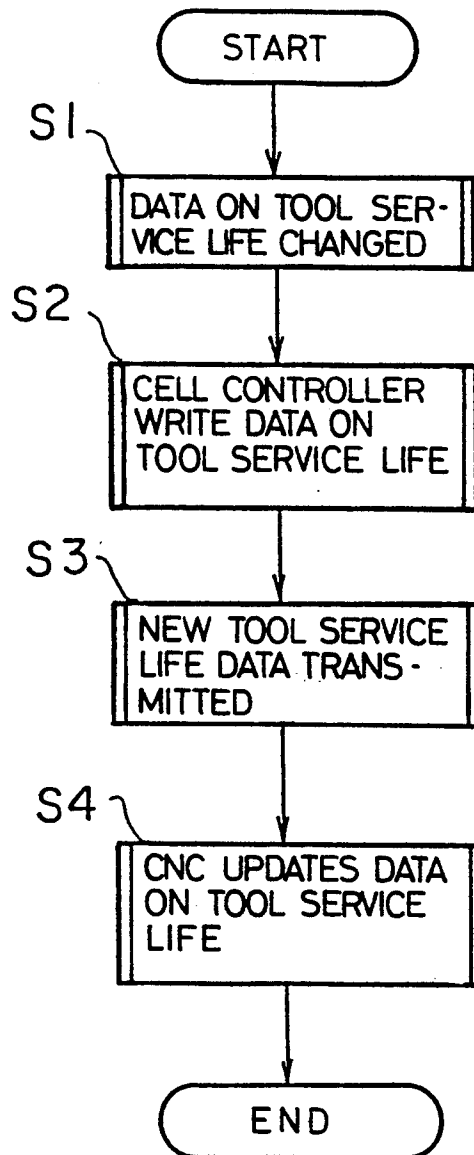 START
S1
DATA ON TOOL SER-
VICE LIFE CHANGED
S2
CELL CONTROLLER
WRITE DATA ON
TOOL SERVICE LIFE
S3
NEW TOOL SERVICE
LIFE DATA TRANS-
MITTED
S4
CNC UPDATES DATA
ON TOOL SERVICE
LIFE
END